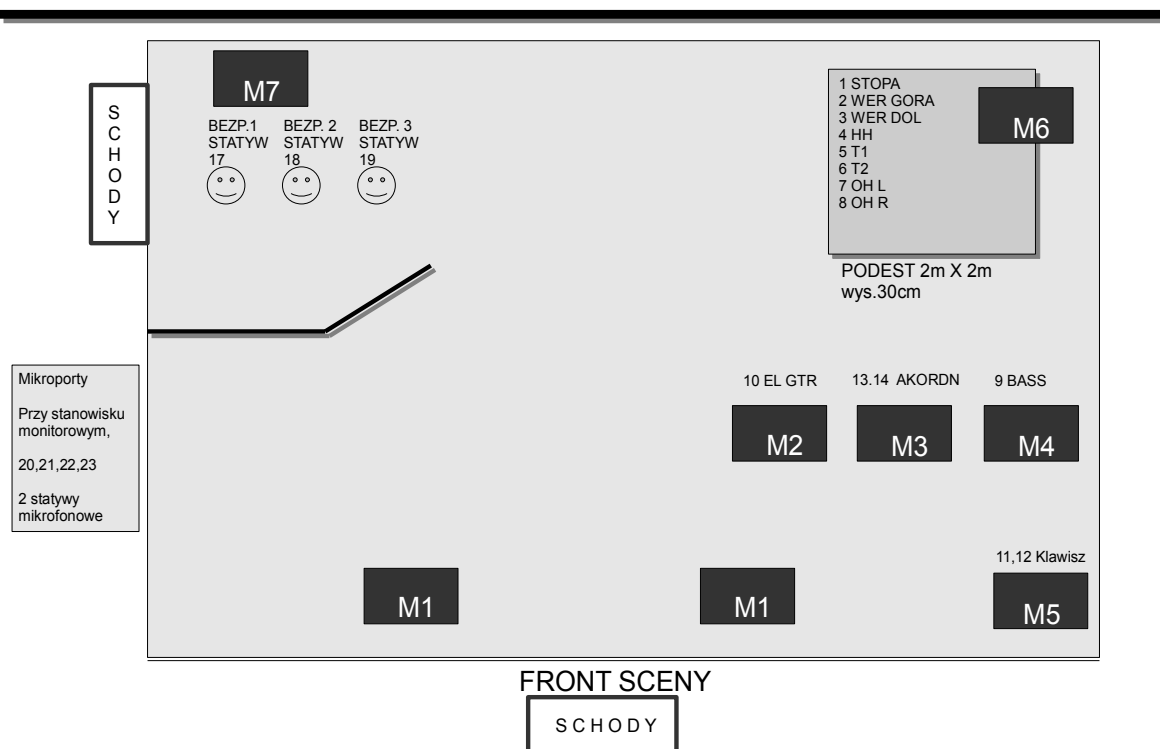 M7
S
C
H
O
D
Y
BEZP.1
STATYW
17
BEZP. 2
STATYW
18
BEZP. 3
STATYW
19
1 STOPA
2 WER GORA
3 WER DOL
4 HH
5 T1
6 T2
7 OH L
8 OH R
M6
PODEST 2m X 2m
wys.30cm
Mikroporty
Przy stanowisku
monitorowym,
20,21,22,23
2 statywy
mikrofonowe
10 EL GTR
13.14 AKORDN
9 BASS
M2
M3
M4
11,12 Klawisz
M1
M1
M5
FRONT SCENY
S C H O D Y